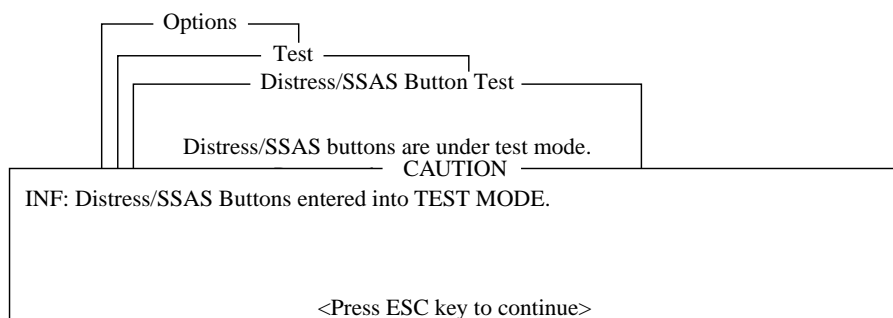 Options
Test
Distress/SSAS Button Test
Distress/SSAS buttons are under test mode.
CAUTION
INF: Distress/SSAS Buttons entered into TEST MODE.
<Press ESC key to continue>